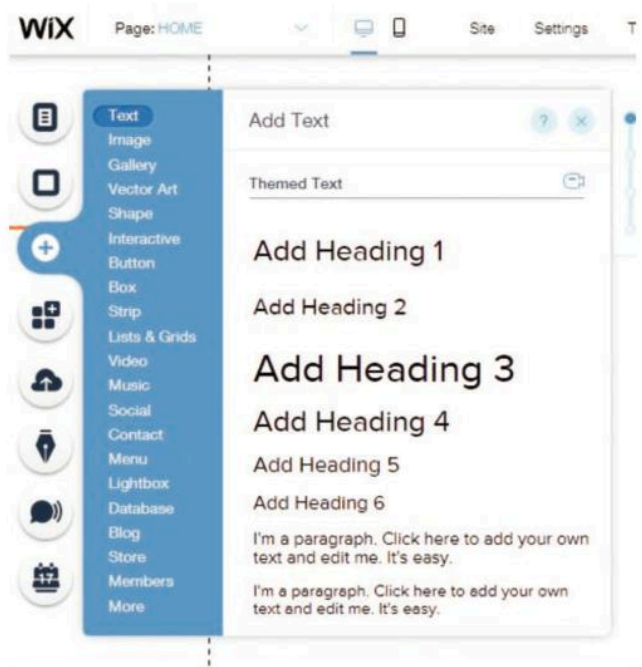 WiX
Page: HOME
Site
Settings
T
Text
Image
Gallery
Vector Art
Shape
Interactive
Button
Box
Strip
Lists & Grids
Video
Music
Social
Contact
Menu
Lightbox
Database
Blog
Store
Members
More
Add Text
?
×
Themed Text
Add Heading 1
Add Heading 2
Add Heading 3
Add Heading 4
Add Heading 5
Add Heading 6
I'm a paragraph. Click here to add your own
text and edit me. It's easy.
I'm a paragraph. Click here to add your own
text and edit me. It's easy.
17